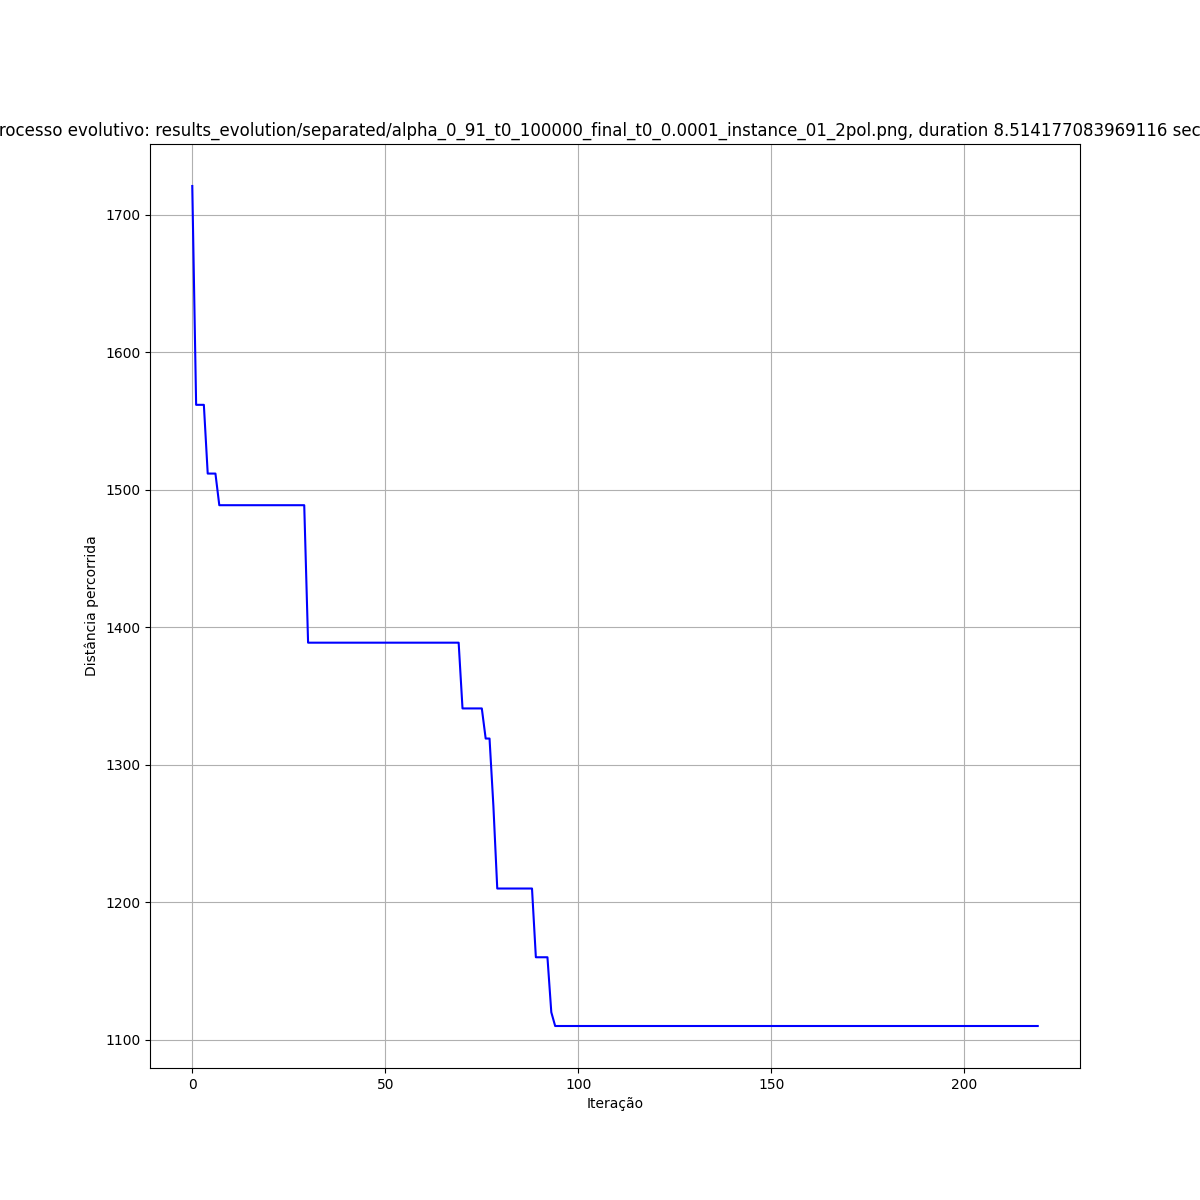 rocesso evolutivo: results_evolution/separated/alpha_0_91_t0_100000_final_t0_0.0001_instance_01_2pol.png, duration 8.514177083969116 sec
1700
1600
1500
1400
1300
1200
1100
Distância percorrida
0 50 100 150 200
Iteração